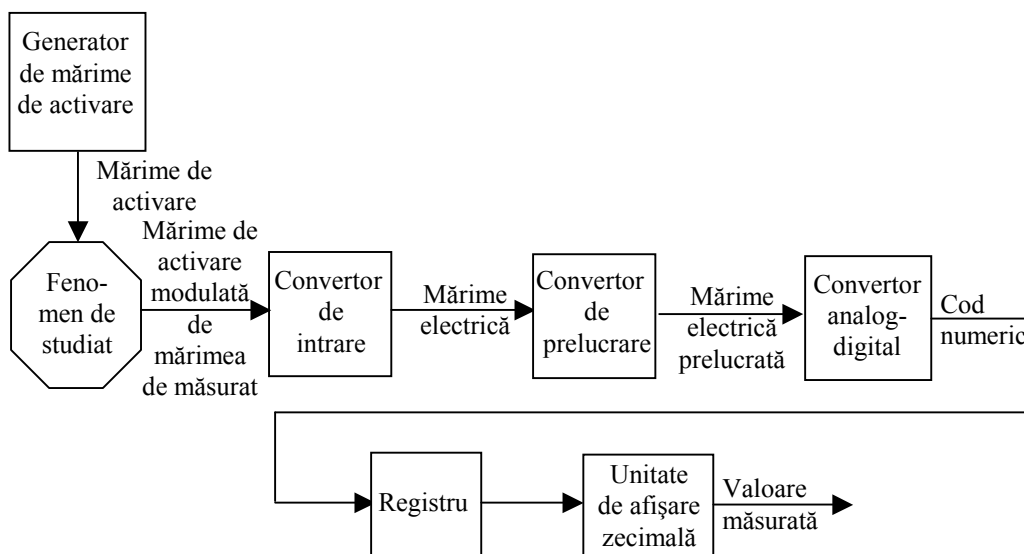 Generator
de mărime
de activare
Mărime de
activare
Mărime de
activare
modulată
de
mărimea
de măsurat
Feno-
men de
studiat
Convertor
de
intrare
Mărime
electrică
Convertor
de
prelucrare
Mărime
electrică
prelucrată
Convertor
analog-
digital
Cod
numeric
Registru
Unitate
de afişare
zecimală
Valoare
măsurată